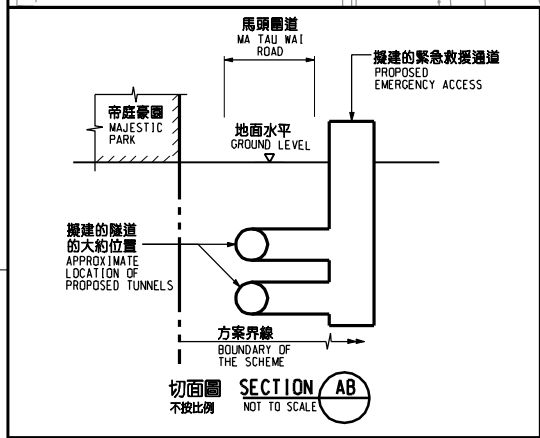 馬頭圍道
MA TAU WAI
ROAD
擬建的緊急救援通道
PROPOSED
EMERGENCY ACCESS
帝庭豪園
MAJESTIC
PARK
地面水平
GROUND LEVEL
擬建的隧道
的大約位置
APPROXIMATE
LOCATION OF
PROPOSED TUNNELS
方案界線
BOUNDARY OF
THE SCHEME
切面圖 SECTION AB
不按比例 NOT TO SCALE